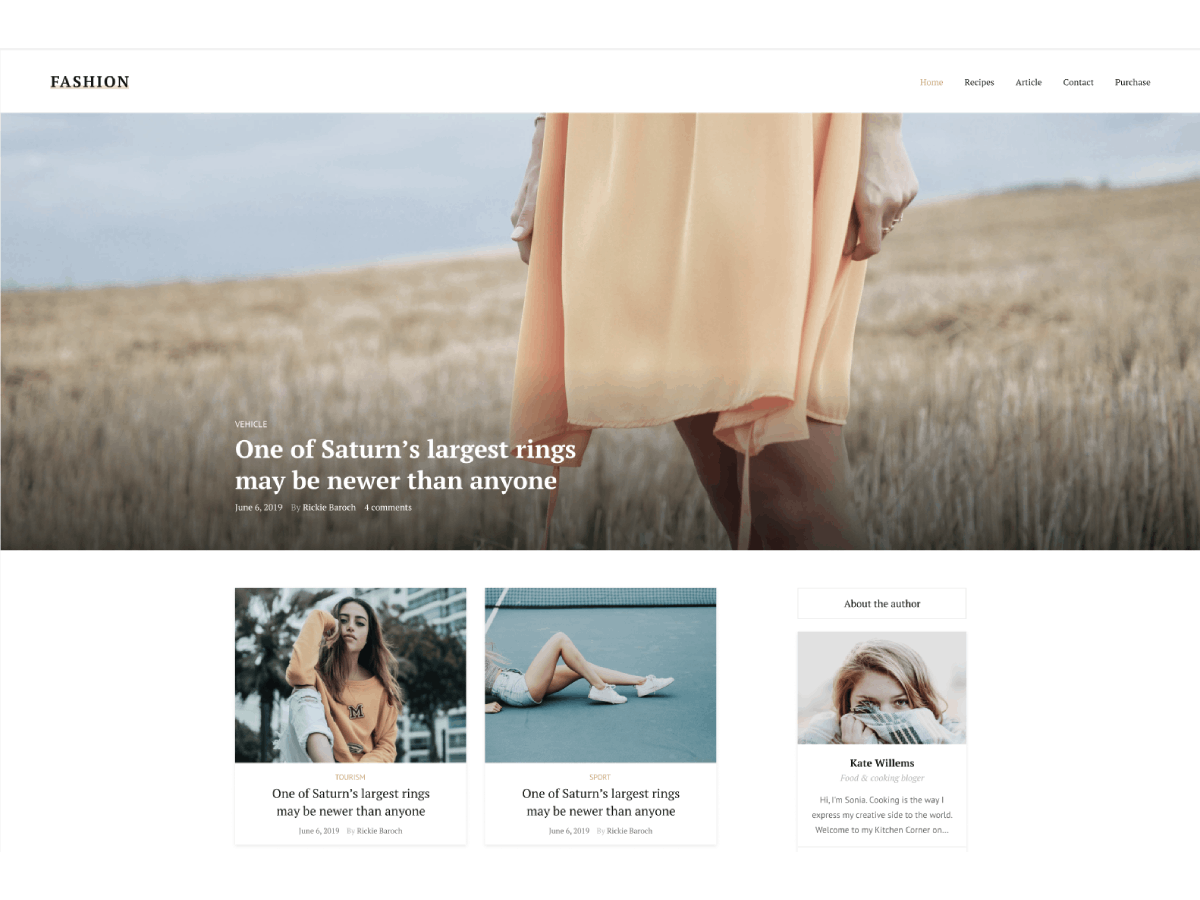 FASHION
Home Recipes Article Contact Purchase
VEHICLE
One of Saturn’s largest rings
may be newer than anyone
June 6, 2019 By Rickie Baroch 4 comments
TOURISM
One of Saturn’s largest rings
may be newer than anyone
June 6, 2019 By Rickie Baroch
SPORT
One of Saturn’s largest rings
may be newer than anyone
June 6, 2019 By Rickie Baroch
About the author
Kate Willems
Food & cooking bloger
Hi, I'm Sonia. Cooking is the way I
express my creative side to the world.
Welcome to my Kitchen Corner on...
M